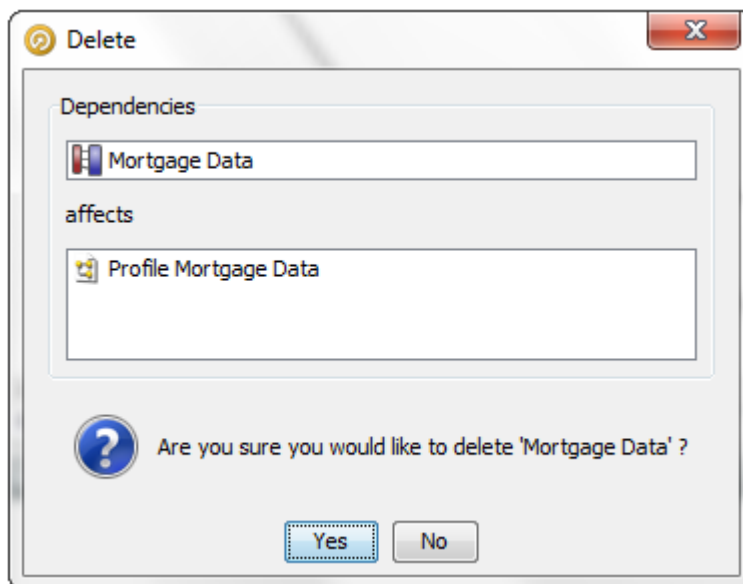 Delete
Dependencies
Mortgage Data
affects
Profile Mortgage Data
Are you sure you would like to delete 'Mortgage Data' ?
Yes No